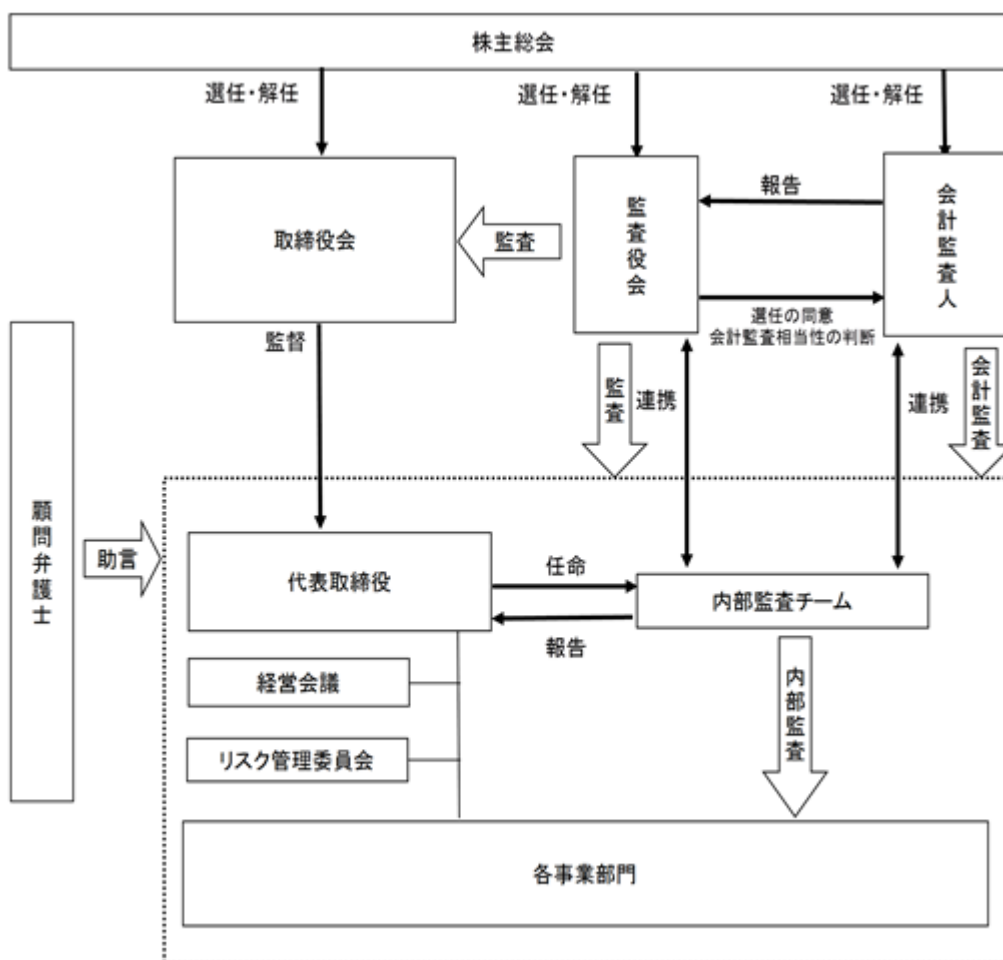 株主総会
選任・解任
選任・解任
選任・解任
取締役会
監査
監査役会
報告
会計監査人
選任の同意
会計監査相当性の判断
監督
監査
連携
連携
会計監査
顧問弁護士
助言
代表取締役
任命
報告
内部監査チーム
経営会議
リスク管理委員会
内部監査
各事業部門